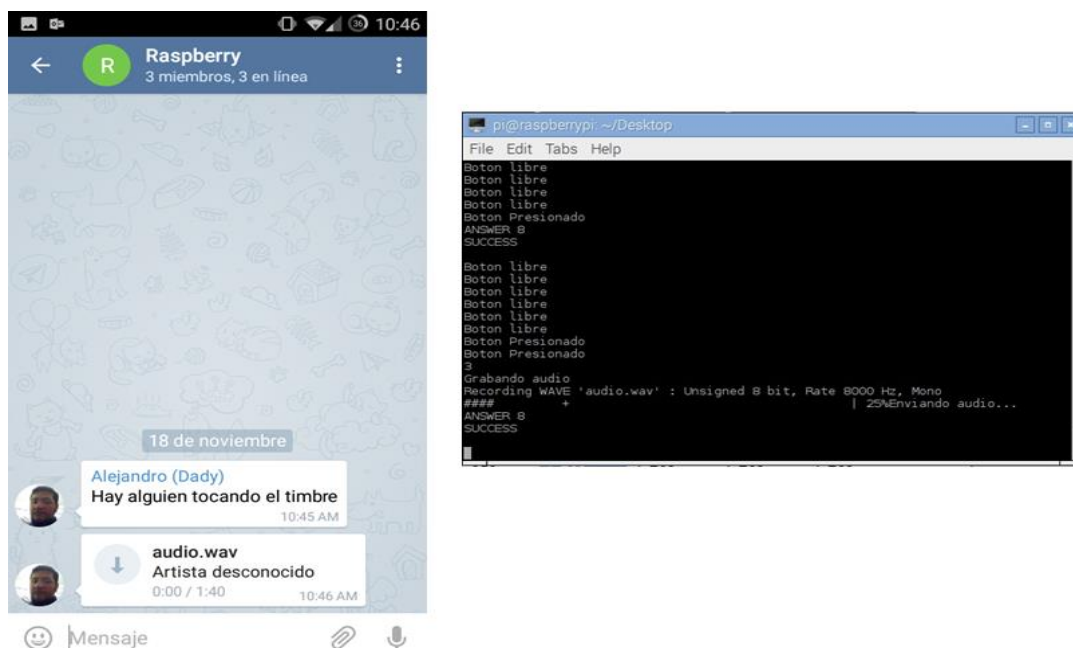 36 10:46
R
Raspberry
3 miembros, 3 en línea
18 de noviembre
Alejandro (Dady)
Hay alguien tocando el timbre
10:45 AM
audio.wav
Artista desconocido
0:00 / 1:40
10:46 AM
Mensaje
pi@raspberrypi: ~/Desktop
File Edit Tabs Help
Boton libre
Boton libre
Boton libre
Boton libre
Boton Presionado
ANSWER 8
SUCCESS
Boton libre
Boton libre
Boton libre
Boton libre
Boton libre
Boton libre
Boton Presionado
Boton Presionado
3
Grabando audio
Recording WAVE 'audio.wav' : Unsigned 8 bit, Rate 8000 Hz, Mono
#### + | 25%Enviando audio...
ANSWER 8
SUCCESS